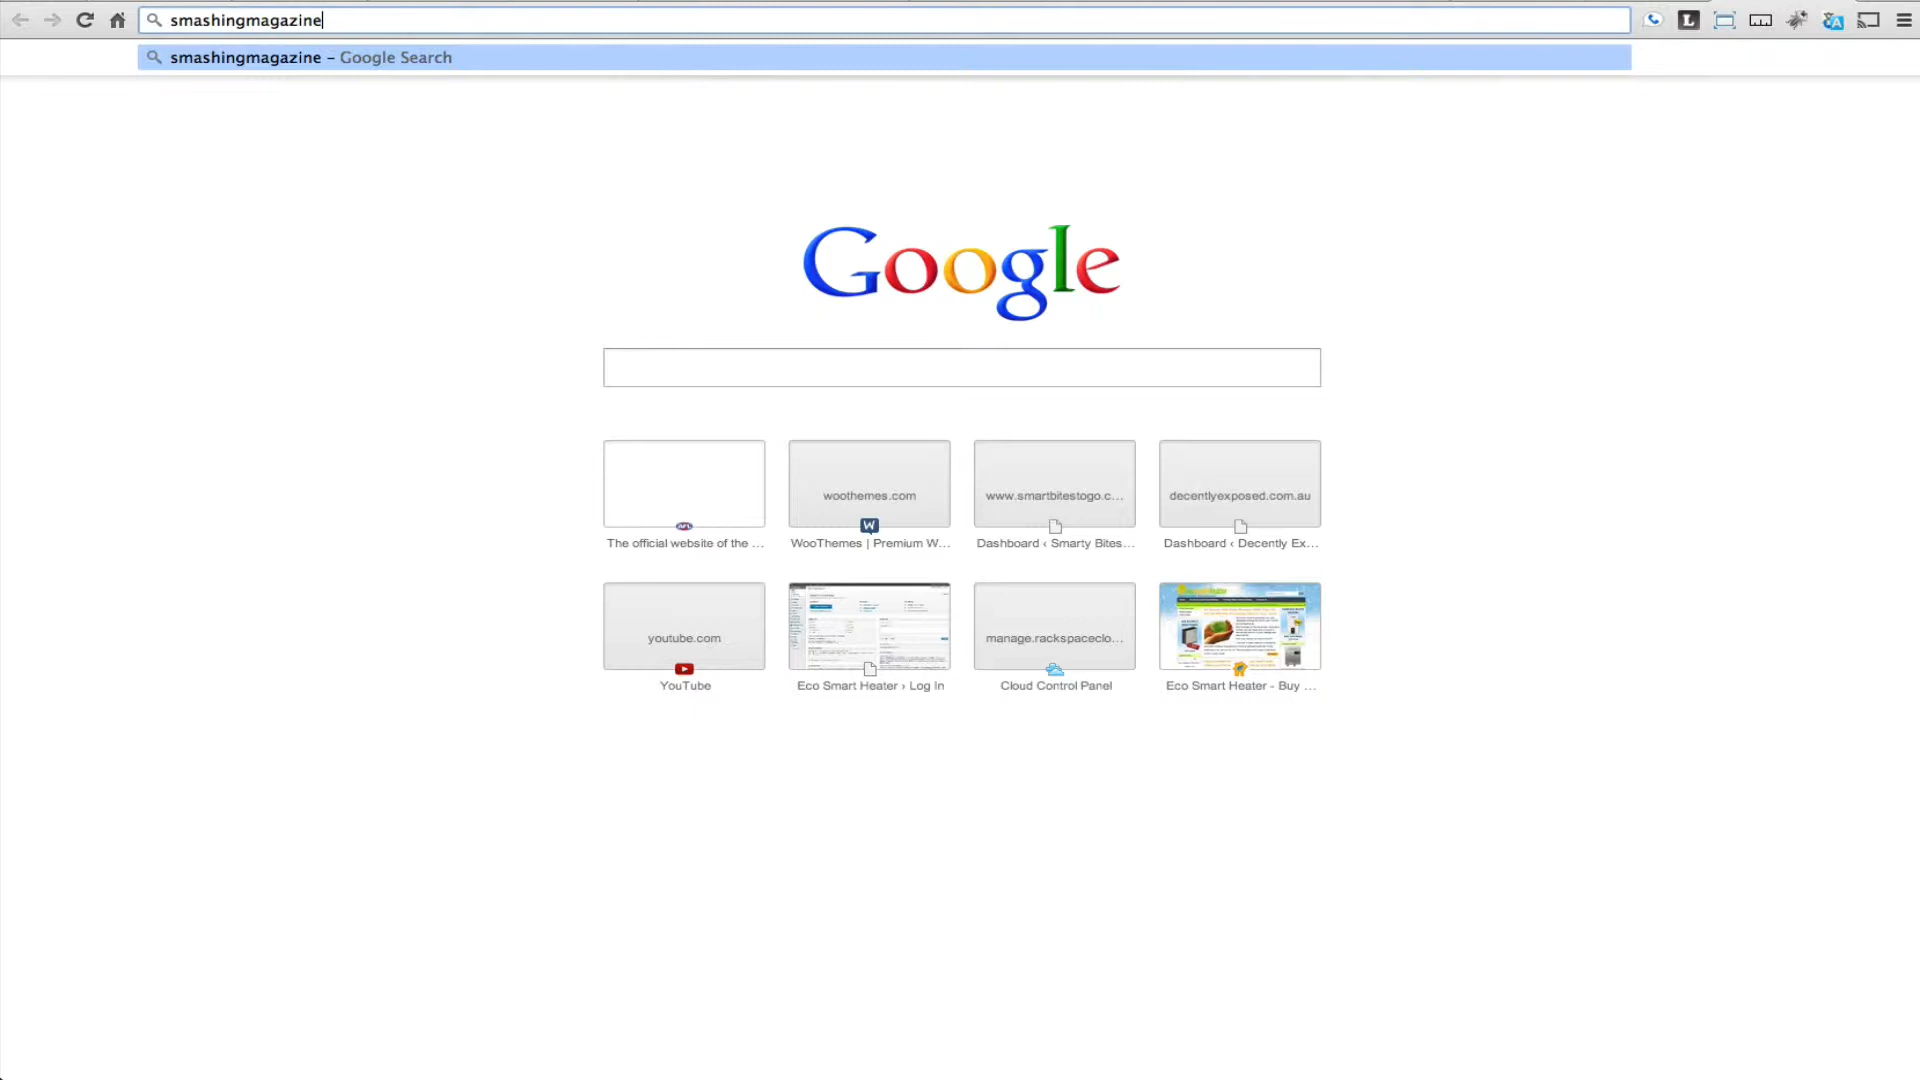 smashingmagazine
smashingmagazine – Google Search
Google
woothemes.com
www.smartbitestogo.c...
decentlyexposed.com.au
The official website of the ...
WooThemes | Premium W...
Dashboard ‹ Smarty Bites...
Dashboard ‹ Decently Ex...
youtube.com
manage.rackspaceclo...
YouTube
Eco Smart Heater › Log In
Cloud Control Panel
Eco Smart Heater - Buy ...